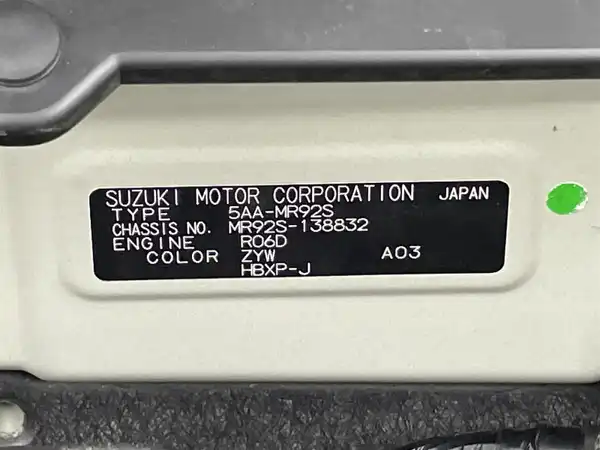 SUZUKI MOTOR CORPORATION JAPAN
TYPE 5AA-MR92S
CHASSIS NO. MR92S-138832
ENGINE R06D
COLOR ZYW A03
HBXP-J